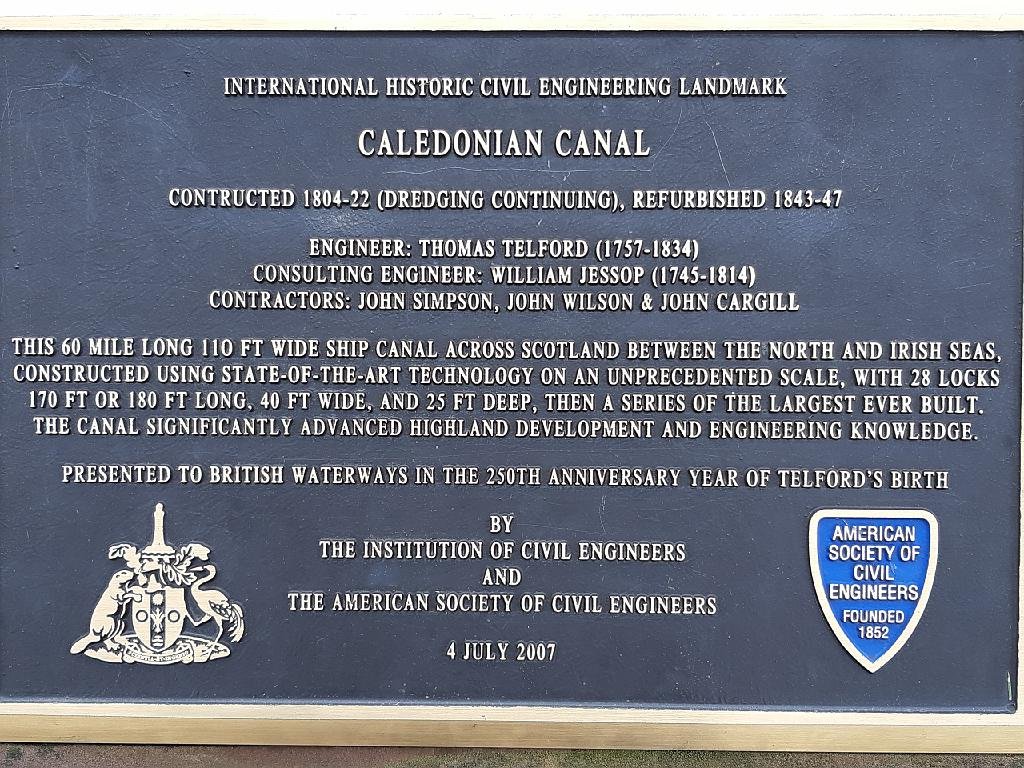 INTERNATIONAL HISTORIC CIVIL ENGINEERING LANDMARK
CALEDONIAN CANAL
CONTRUCTED 1804-22 (DREDGING CONTINUING), REFURBISHED 1843-47
ENGINEER: THOMAS TELFORD (1757-1834)
CONSULTING ENGINEER: WILLIAM JESSOP (1745-1814)
CONTRACTORS: JOHN SIMPSON, JOHN WILSON & JOHN CARGILL
THIS 60 MILE LONG 110 FT WIDE SHIP CANAL ACROSS SCOTLAND BETWEEN THE NORTH AND IRISH SEAS,
CONSTRUCTED USING STATE-OF-THE-ART TECHNOLOGY ON AN UNPRECEDENTED SCALE, WITH 28 LOCKS
170 FT OR 180 FT LONG, 40 FT WIDE, AND 25 FT DEEP, THEN A SERIES OF THE LARGEST EVER BUILT.
THE CANAL SIGNIFICANTLY ADVANCED HIGHLAND DEVELOPMENT AND ENGINEERING KNOWLEDGE.
PRESENTED TO BRITISH WATERWAYS IN THE 250TH ANNIVERSARY YEAR OF TELFORD'S BIRTH
BY
THE INSTITUTION OF CIVIL ENGINEERS
AND
THE AMERICAN SOCIETY OF CIVIL ENGINEERS
4 JULY 2007
AMERICAN
SOCIETY OF
CIVIL
ENGINEERS
FOUNDED
1852